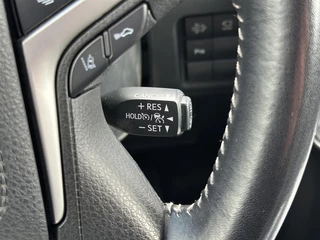 CANCEL
+ RES ▲
HOLD(S)/ ◄
− SET ▼